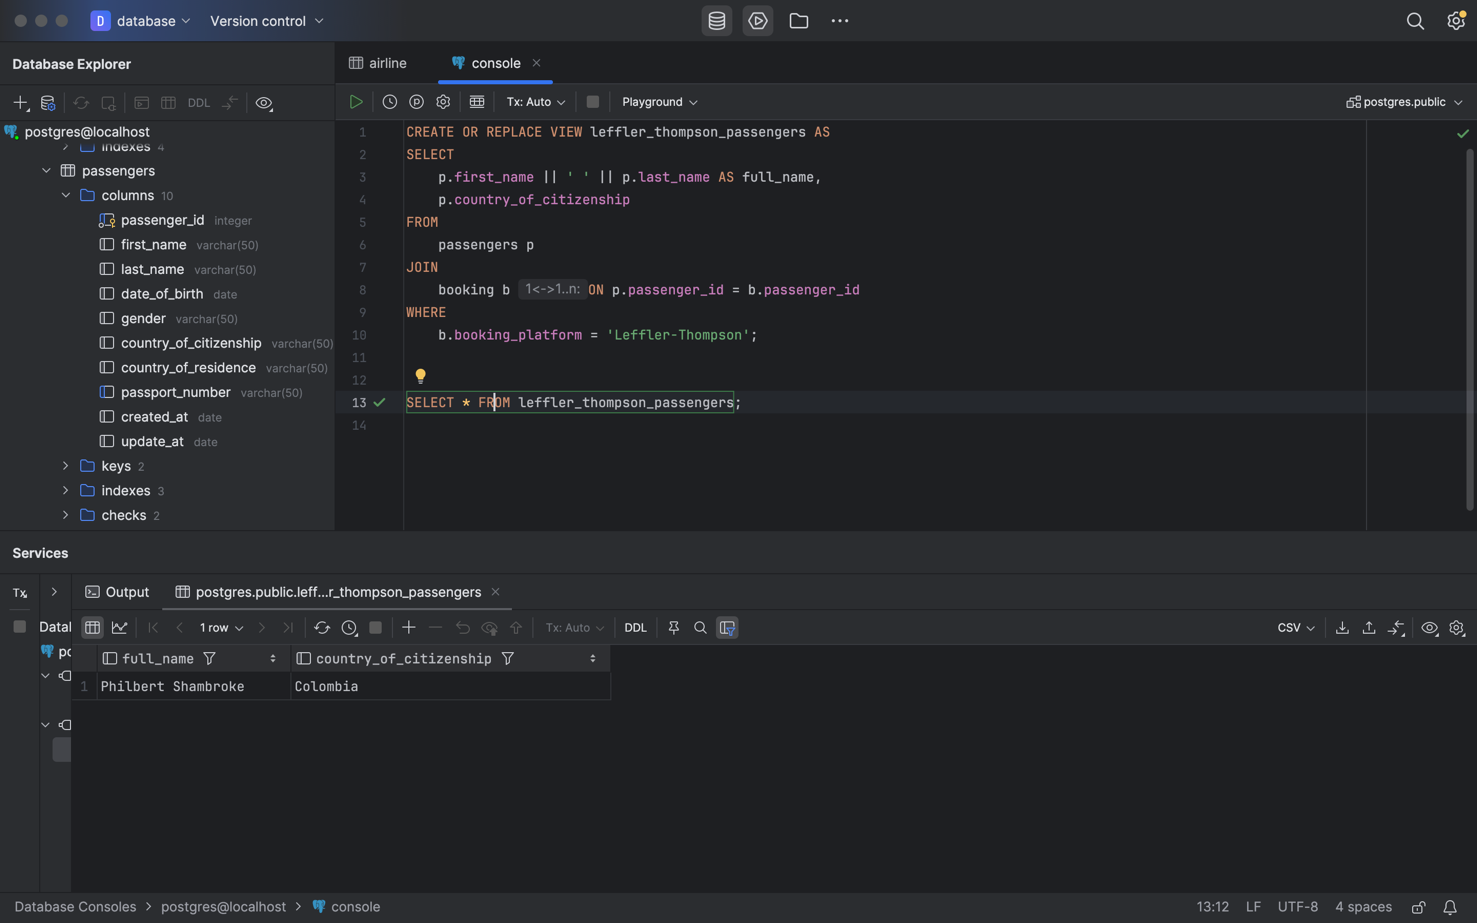 D database Version control
Database Explorer
airline
console
DDL
Tx: Auto
Playground
postgres.public
postgres@localhost
indexes 4
passengers
columns 10
passenger_id integer
first_name varchar(50)
last_name varchar(50)
date_of_birth date
gender varchar(50)
country_of_citizenship varchar(50)
country_of_residence varchar(50)
passport_number varchar(50)
created_at date
update_at date
keys 2
indexes 3
checks 2
1 CREATE OR REPLACE VIEW leffler_thompson_passengers AS
2 SELECT
3 p.first_name || ' ' || p.last_name AS full_name,
4 p.country_of_citizenship
5 FROM
6 passengers p
7 JOIN
8 booking b 1<->1..n: ON p.passenger_id = b.passenger_id
9 WHERE
10 b.booking_platform = 'Leffler-Thompson';
11
12
13 SELECT * FROM leffler_thompson_passengers;
14
Services
Tx
Output
postgres.public.leff...r_thompson_passengers
Datal
po
1 row
Tx: Auto
DDL
CSV
full_name country_of_citizenship
1 Philbert Shambroke Colombia
Database Consoles > postgres@localhost > console
13:12 LF UTF-8 4 spaces